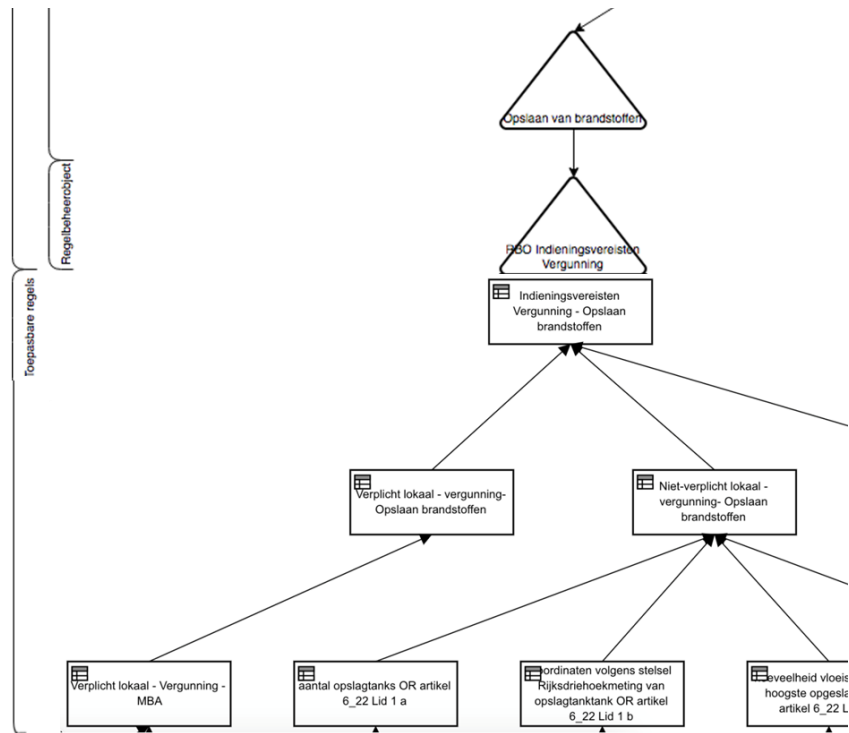 Opslaan van brandstoffen
Regelbeheerobject
RBO Indieningsvereisten
Vergunning
Toepasbare regels
Indieningsvereisten
Vergunning - Opslaan
brandstoffen
Verplicht lokaal - vergunning-
Opslaan brandstoffen
Niet-verplicht lokaal -
vergunning- Opslaan
brandstoffen
Verplicht lokaal - Vergunning -
MBA
aantal opslagtanks OR artikel
6_22 Lid 1 a
volgens stelsel
Rijksdriehoekmeting van
opslagtanktank OR artikel
6_22 Lid 1 b
hoogste
artikel 6_22